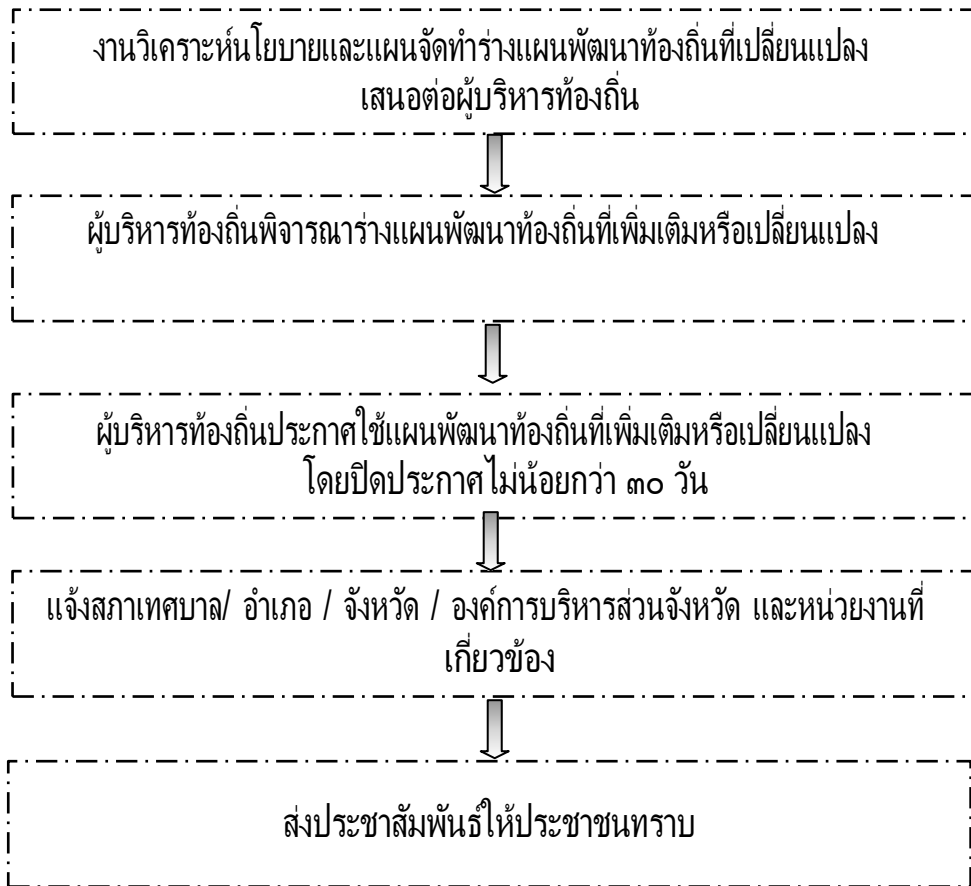 งานวิเคราะห์นโยบายและแผนจัดทำร่างแผนพัฒนาท้องถิ่นที่เปลี่ยนแปลง
เสนอต่อผู้บริหารท้องถิ่น
ผู้บริหารท้องถิ่นพิจารณาร่างแผนพัฒนาท้องถิ่นที่เพิ่มเติมหรือเปลี่ยนแปลง
ผู้บริหารท้องถิ่นประกาศใช้แผนพัฒนาท้องถิ่นที่เพิ่มเติมหรือเปลี่ยนแปลง
โดยปิดประกาศไม่น้อยกว่า ๓๐ วัน
แจ้งสภาเทศบาล/ อำเภอ / จังหวัด / องค์การบริหารส่วนจังหวัด และหน่วยงานที่
เกี่ยวข้อง
ส่งประชาสัมพันธ์ให้ประชาชนทราบ